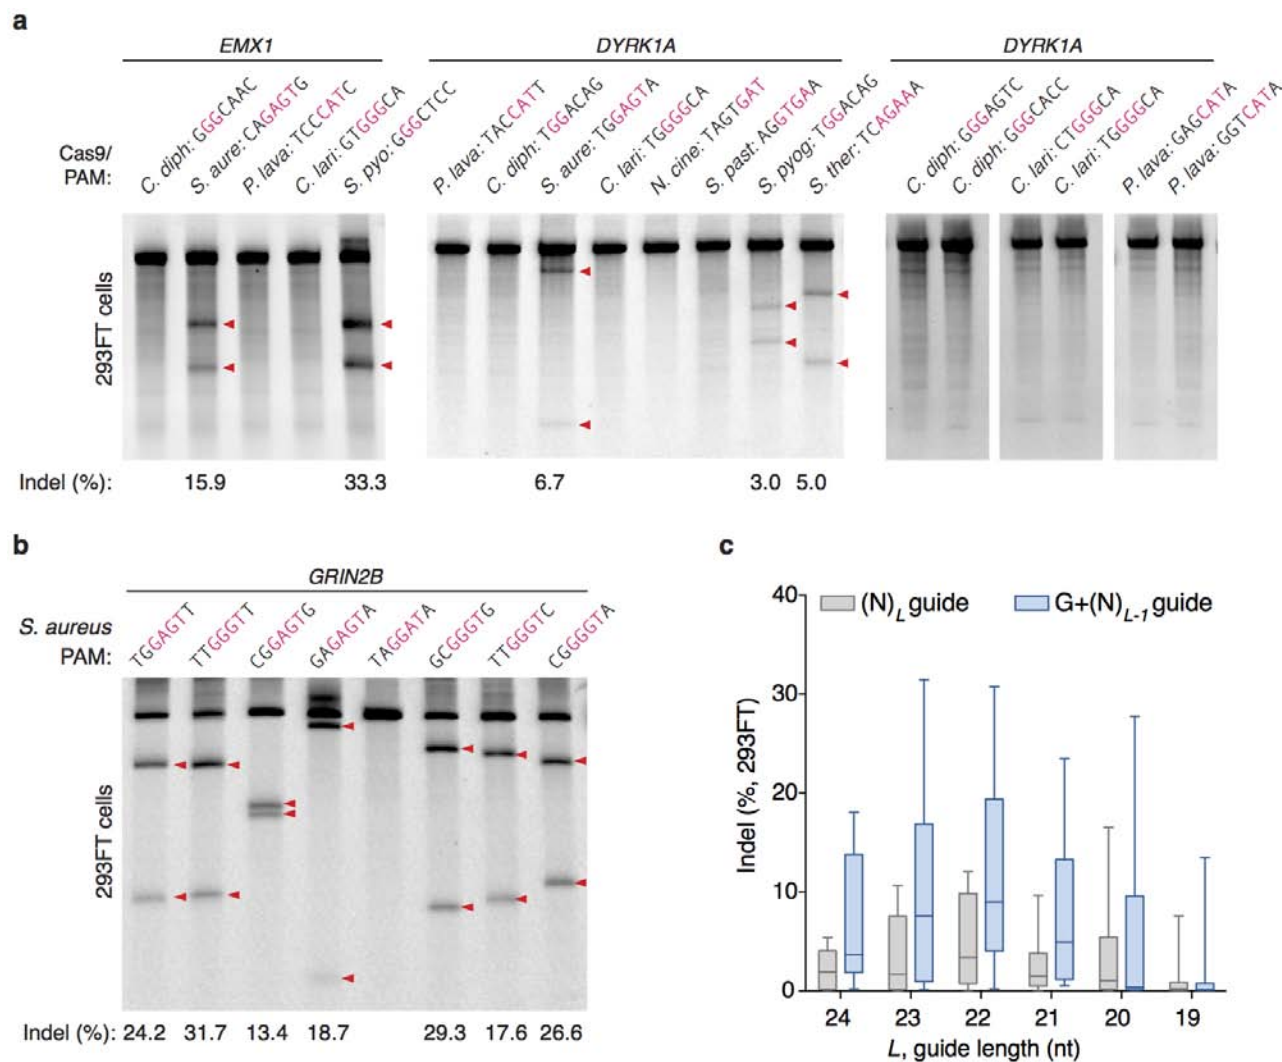 a
EMX1
DYRK1A
DYRK1A
Cas9/
PAM:
C. diph: GGGCAAC
S. aure: CAGAGTG
P. lava: TCCCATC
C. lari: GTGGGCA
S. pyo: GGGCTCC
P. lava: TACCATT
C. diph: TGGACAG
S. aure: TGGAGTA
C. lari: TGGGGCA
N. cine: TAGTGAT
S. past: AGGTGAA
S. pyog: TGGACAG
S. ther: TCAGAAA
C. diph: GGGAGTC
C. diph: GGGCACC
C. lari: CTGGGCA
C. lari: TGGGGCA
P. lava: GAGCATA
P. lava: GGTCATA
293FT cells
Indel (%): 15.9 33.3 6.7 3.0 5.0
b
GRIN2B
S. aureus
PAM:
TGGAGTT
TTGGGTT
CGGAGTG
GAGAGTA
TAGGATA
GCGGGTG
TTGGGTC
CGGGGTA
293FT cells
Indel (%): 24.2 31.7 13.4 18.7 29.3 17.6 26.6
c
(N)L guide G+(N)L-1 guide
Indel (%, 293FT)
40
30
20
10
0
24 23 22 21 20 19
L, guide length (nt)